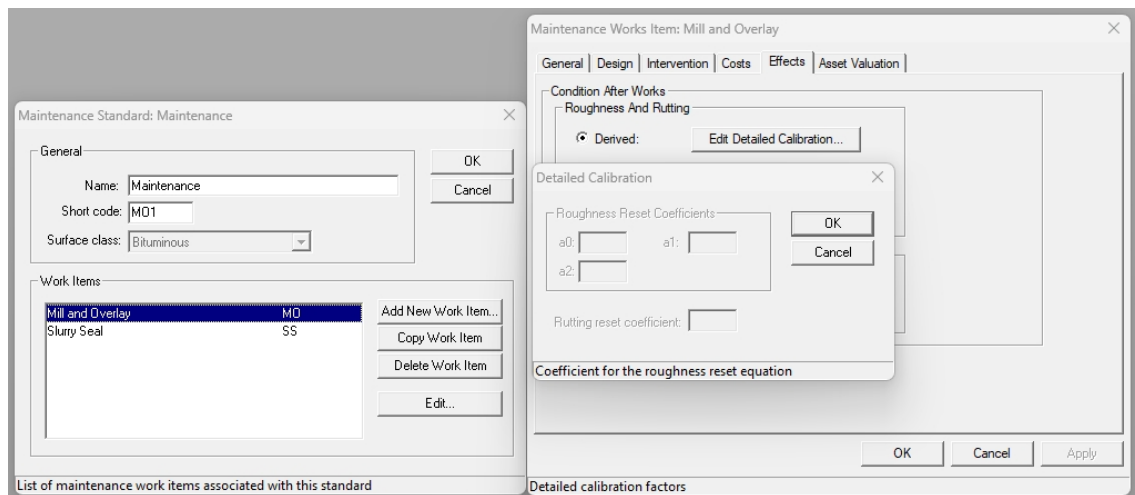 Maintenance Standard: Maintenance
General
Name: Maintenance
Short code: M01
Surface class: Bituminous
OK
Cancel
Work Items
Mill and Overlay MO
Slurry Seal SS
Add New Work Item...
Copy Work Item
Delete Work Item
Edit...
List of maintenance work items associated with this standard
Maintenance Works Item: Mill and Overlay
General Design Intervention Costs Effects Asset Valuation
Condition After Works
Roughness And Rutting
Derived: Edit Detailed Calibration...
Detailed Calibration
Roughness Reset Coefficients
a0: a1:
a2:
OK
Cancel
Rutting reset coefficient:
Coefficient for the roughness reset equation
OK Cancel Apply
Detailed calibration factors